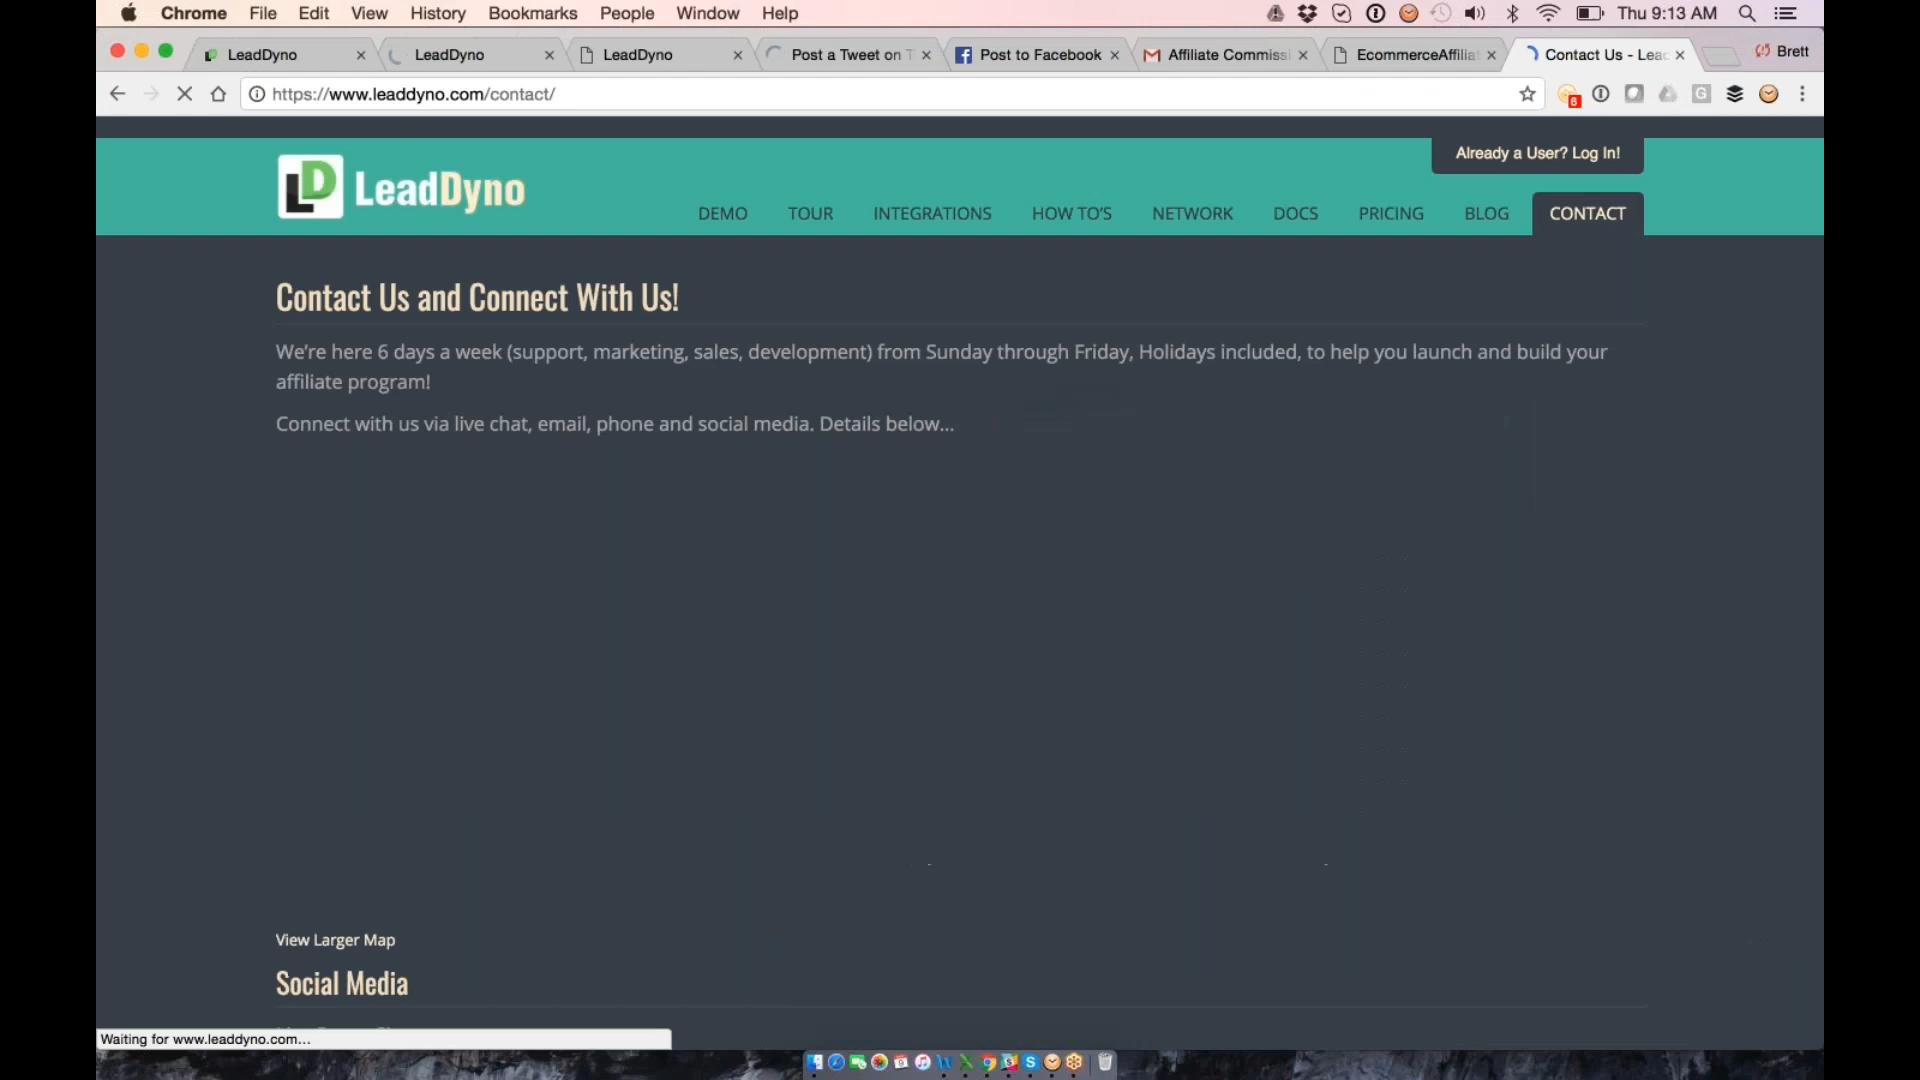 Chrome File Edit View History Bookmarks People Window Help Thu 9:13 AM
LeadDyno LeadDyno LeadDyno Post a Tweet on T Post to Facebook Affiliate Commissi EcommerceAffiliat Contact Us - Lead Brett
https://www.leaddyno.com/contact/ 6 G
Already a User? Log In!
LD LeadDyno
DEMO TOUR INTEGRATIONS HOW TO'S NETWORK DOCS PRICING BLOG CONTACT
Contact Us and Connect With Us!
We're here 6 days a week (support, marketing, sales, development) from Sunday through Friday, Holidays included, to help you launch and build your
affiliate program!
Connect with us via live chat, email, phone and social media. Details below...
View Larger Map
Social Media
Waiting for www.leaddyno.com...